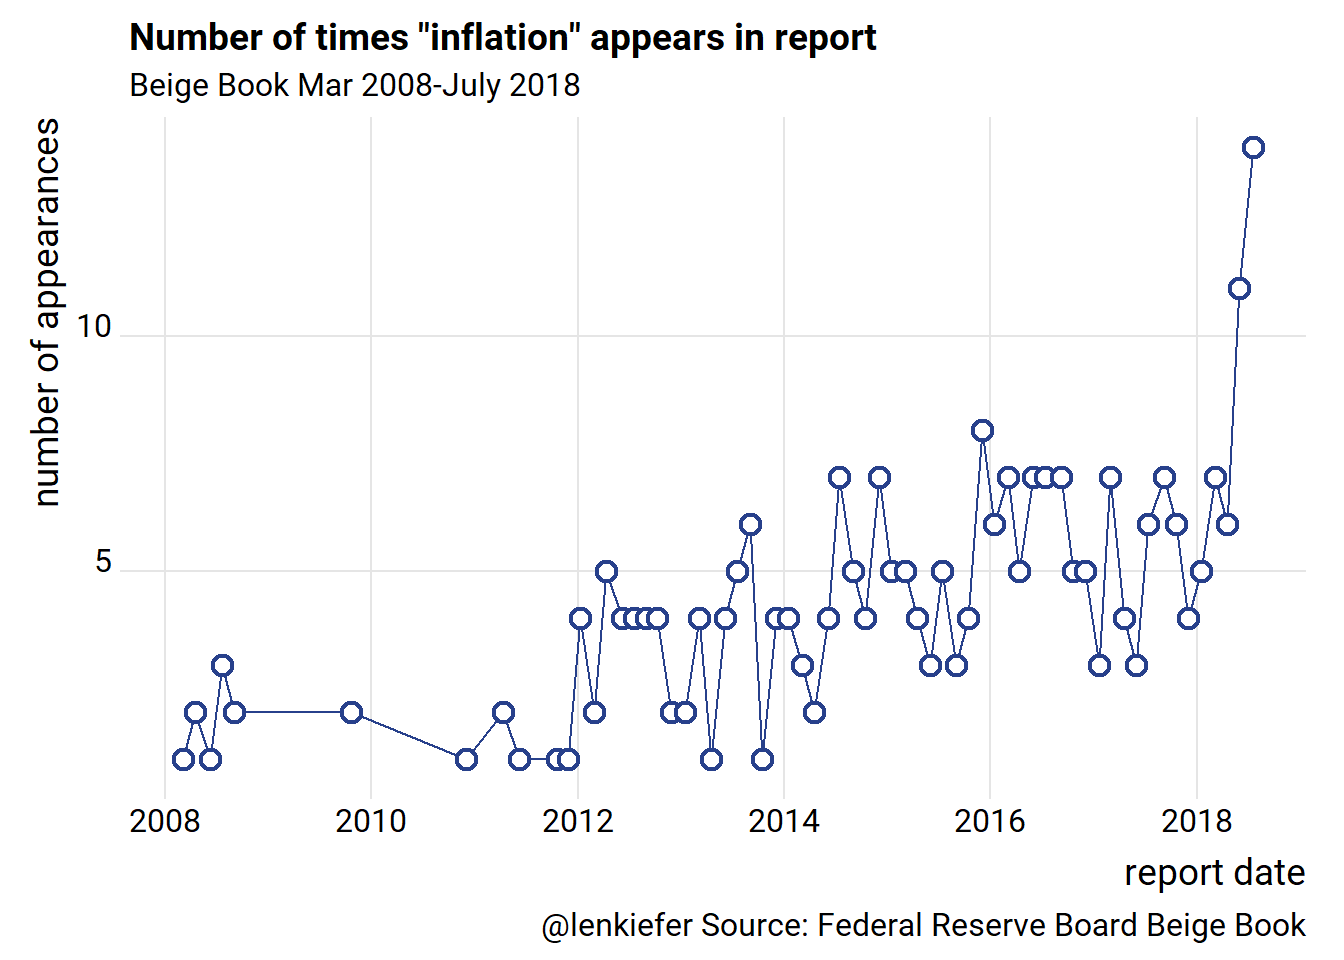 Number of times "inflation" appears in report
Beige Book Mar 2008-July 2018
number of appearances
10
5
2008 2010 2012 2014 2016 2018
report date
@lenkiefer Source: Federal Reserve Board Beige Book